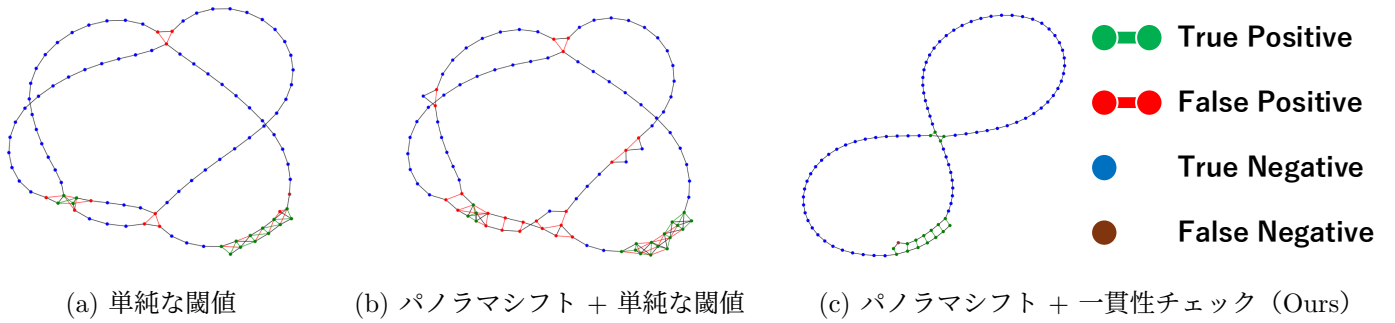 True Positive
False Positive
True Negative
False Negative
(a) 単純な閾値
(b) パノラマシフト + 単純な閾値
(c) パノラマシフト + 一貫性チェック（Ours）